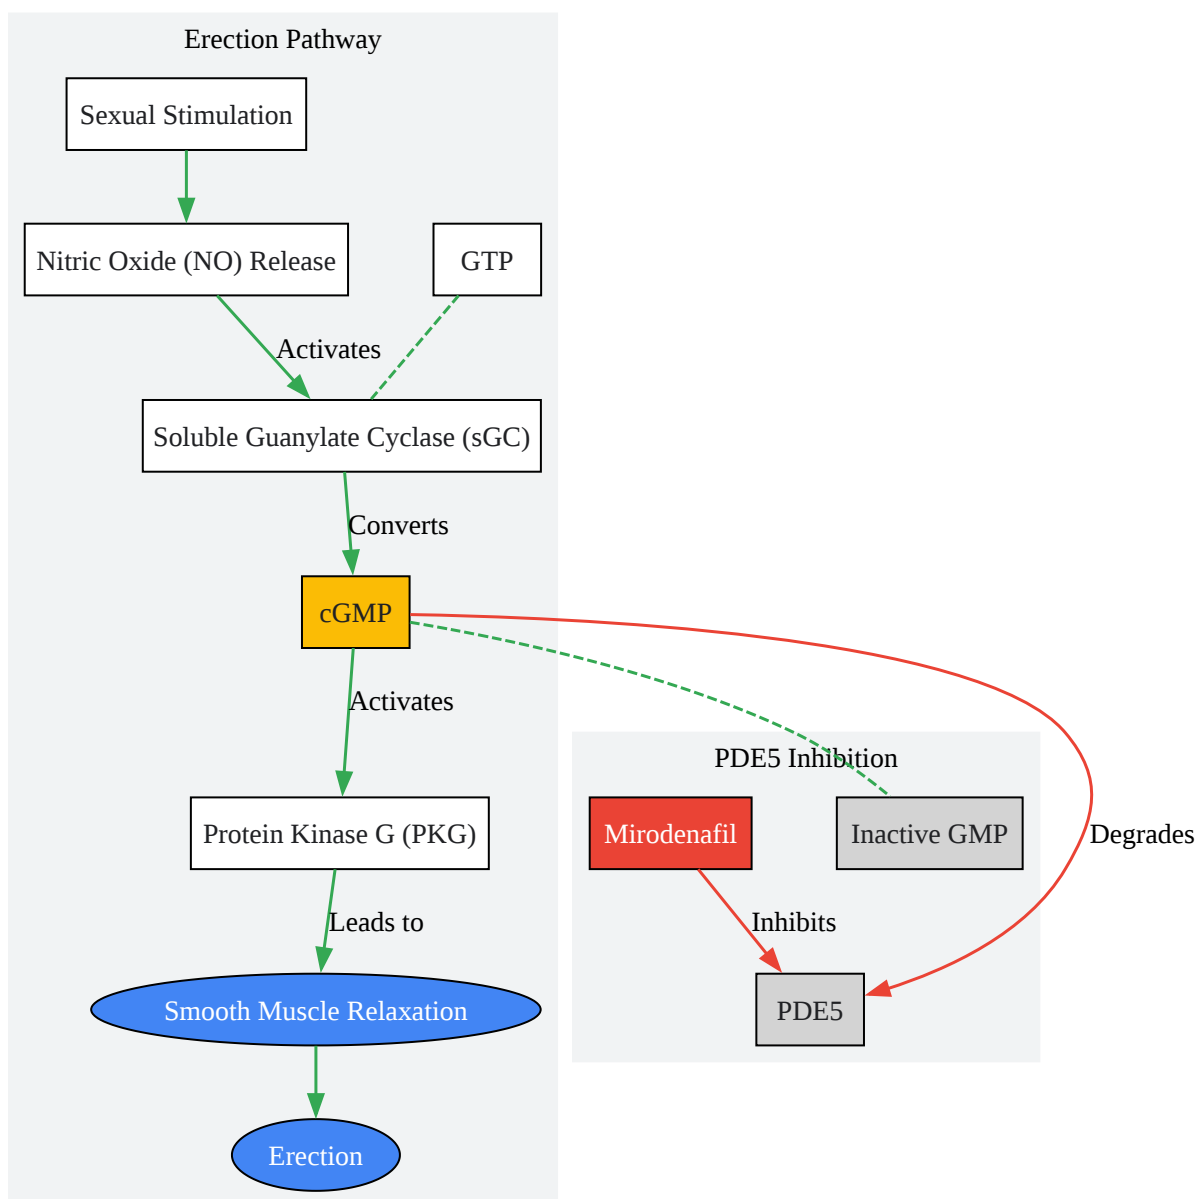 Erection Pathway
Sexual Stimulation
Nitric Oxide (NO) Release
GTP
Activates
Soluble Guanylate Cyclase (sGC)
Converts
cGMP
Activates
PDE5 Inhibition
Protein Kinase G (PKG)
Mirodenafil
Inactive GMP
Degrades
Leads to
Inhibits
Smooth Muscle Relaxation
PDE5
Erection